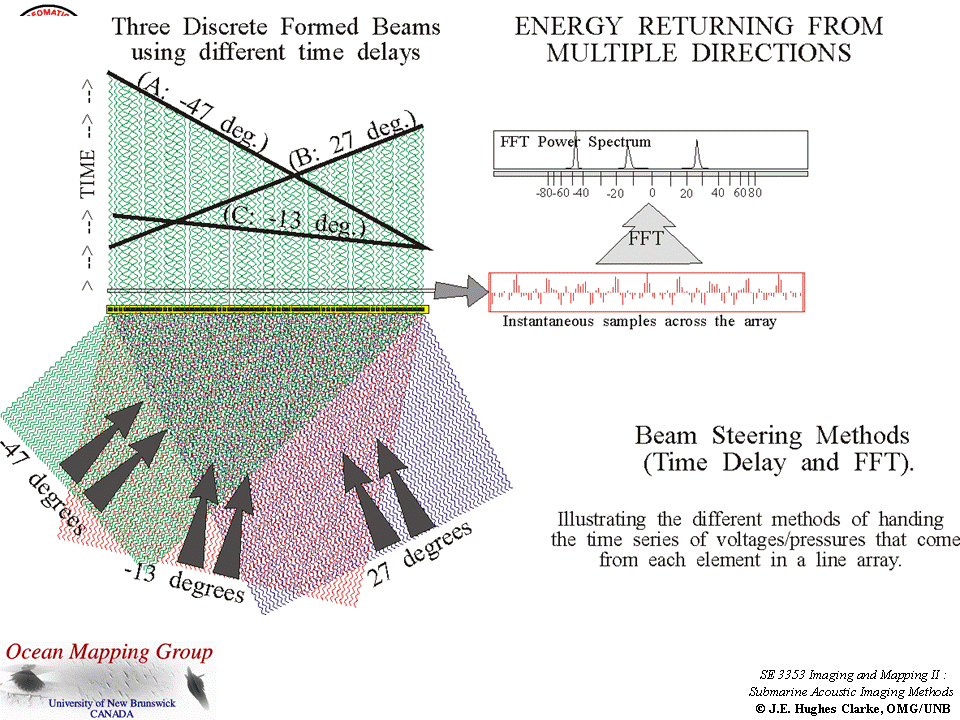 OMATIC
Three Discrete Formed Beams
using different time delays
ENERGY RETURNING FROM
MULTIPLE DIRECTIONS
(A: -47 deg.)
(B: 27 deg.)
(C: -13 deg.)
> --> --> TIME --> -->
FFT Power Spectrum
-80 -60 -40 -20 0 20 40 60 80
FFT
Instantaneous samples across the array
-47 degrees
-13 degrees
27 degrees
Beam Steering Methods
(Time Delay and FFT).
Illustrating the different methods of handing
the time series of voltages/pressures that come
from each element in a line array.
Ocean Mapping Group
University of New Brunswick
CANADA
SE 3353 Imaging and Mapping II :
Submarine Acoustic Imaging Methods
© J.E. Hughes Clarke, OMG/UNB